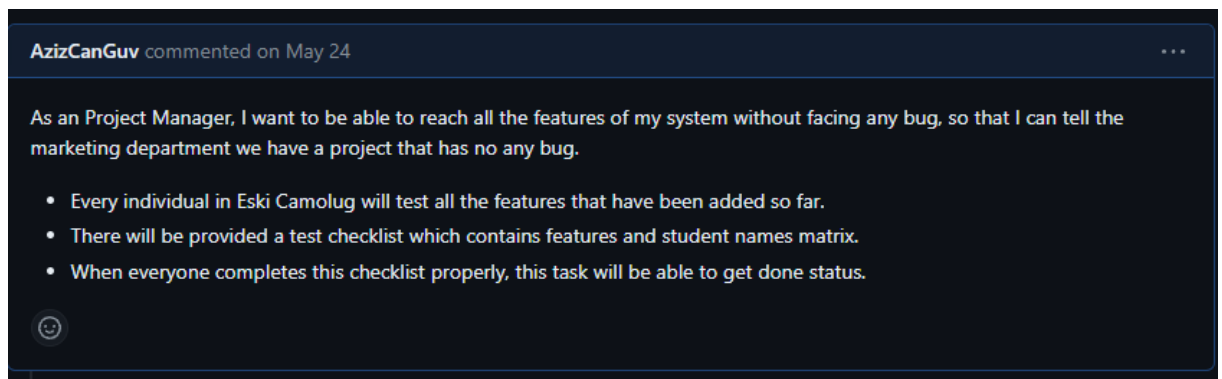 AzizCanGuv commented on May 24
As an Project Manager, I want to be able to reach all the features of my system without facing any bug, so that I can tell the
marketing department we have a project that has no any bug.
• Every individual in Eski Camolug will test all the features that have been added so far.
• There will be provided a test checklist which contains features and student names matrix.
• When everyone completes this checklist properly, this task will be able to get done status.